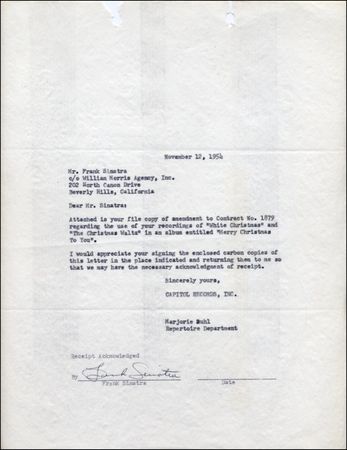 November 12, 1954
Mr. Frank Sinatra
c/o William Morris Agency, Inc.
202 North Canon Drive
Beverly Hills, California
Dear Mr. Sinatra:
Attached is your file copy of amendment to Contract No. 1879
regarding the use of your recordings of "White Christmas" and
"The Christmas Waltz" in an album entitled "Merry Christmas
To You".
I would appreciate your signing the enclosed carbon copies of
this letter in the place indicated and returning them to me so
that we may have the necessary acknowledgment of receipt.
Sincerely yours,
CAPITOL RECORDS, INC.
Marjorie Buhl
Repertoire Department
Receipt Acknowledged
By Frank Sinatra
Frank Sinatra Date